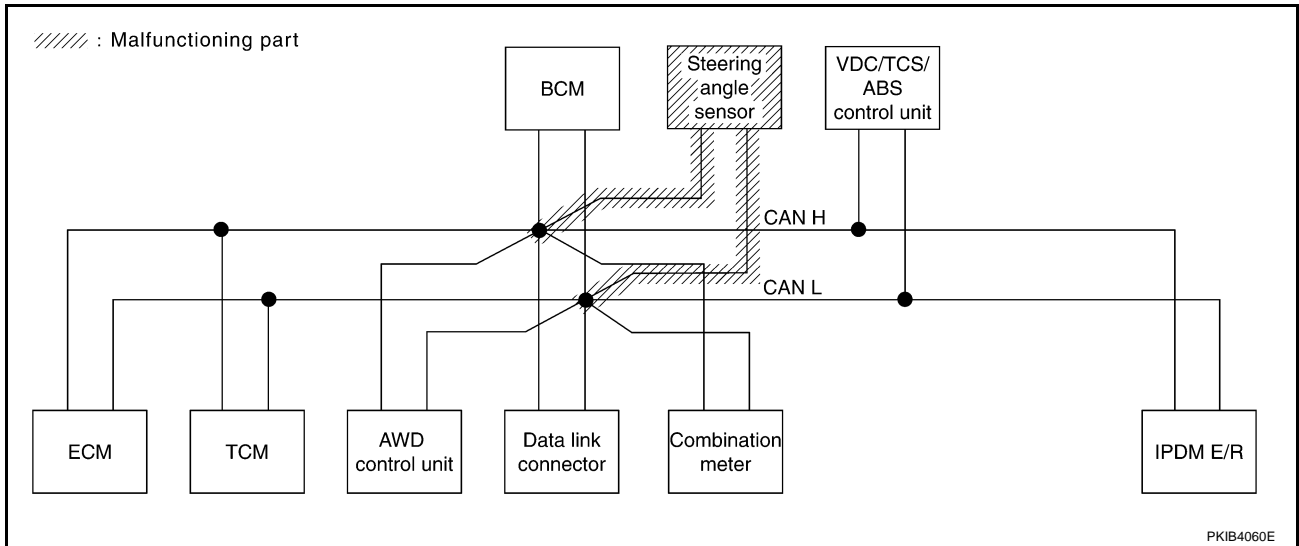 : Malfunctioning part
BCM
Steering
angle
sensor
VDC/TCS/
ABS
control unit
CAN H
CAN L
ECM
TCM
AWD
control unit
Data link
connector
Combination
meter
IPDM E/R
PKIB4060E